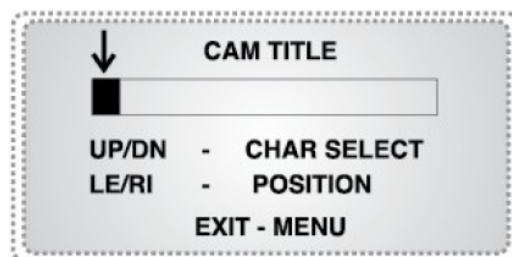 CAM TITLE
UP/DN - CHAR SELECT
LE/RI - POSITION
EXIT - MENU